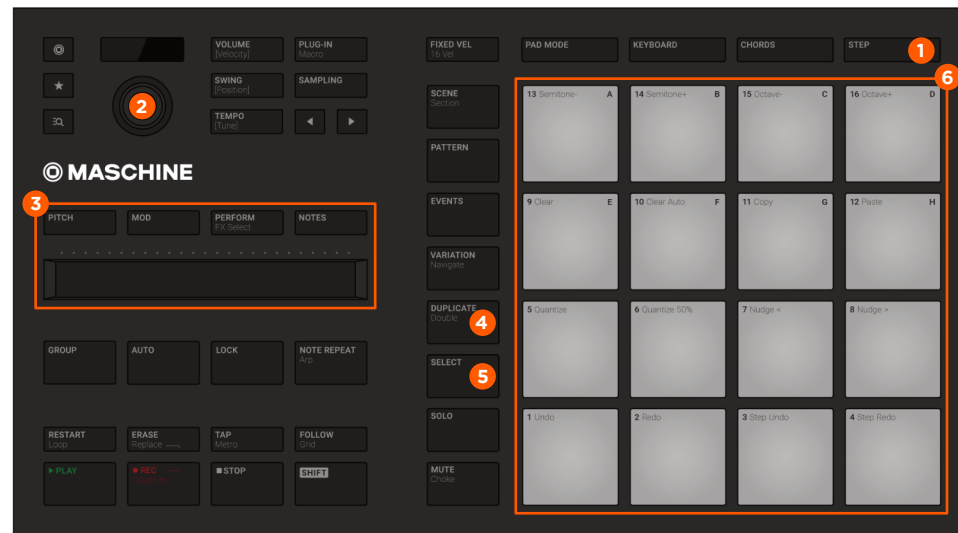 VOLUME
[Velocity]
PLUG-IN
Macro
FIXED VEL
16 Vel
PAD MODE
KEYBOARD
CHORDS
STEP
1
SWING
[Position]
SAMPLING
2
TEMPO
[Tune]
MASCHINE
3
PITCH
MOD
PERFORM
FX Select
NOTES
GROUP
AUTO
LOCK
NOTE REPEAT
Arp
RESTART
Loop
ERASE
Replace
TAP
Metro
FOLLOW
Grid
PLAY
REC
Count-In
STOP
SHIFT
SCENE
Section
PATTERN
EVENTS
VARIATION
Navigate
DUPLICATE
Double
4
SELECT
5
SOLO
MUTE
Choke
6
13 Semitone- A
14 Semitone+ B
15 Octave- C
16 Octave+ D
9 Clear E
10 Clear Auto F
11 Copy G
12 Paste H
5 Quantize
6 Quantize 50%
7 Nudge <
8 Nudge >
1 Undo
2 Redo
3 Step Undo
4 Step Redo